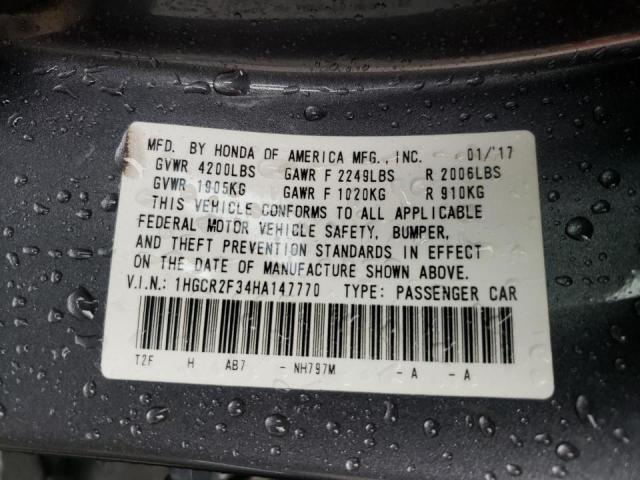 MFD. BY HONDA OF AMERICA MFG., INC. 01/'17
GVWR 4200LBS GAWR F 2249LBS R 2006LBS
GVWR 1905KG GAWR F 1020KG R 910KG
THIS VEHICLE CONFORMS TO ALL APPLICABLE
FEDERAL MOTOR VEHICLE SAFETY, BUMPER,
AND THEFT PREVENTION STANDARDS IN EFFECT
ON THE DATE OF MANUFACTURE SHOWN ABOVE.
V.I.N.: 1HGCR2F34HA147770 TYPE: PASSENGER CAR
T2F H AB7 - NH797M - A - A